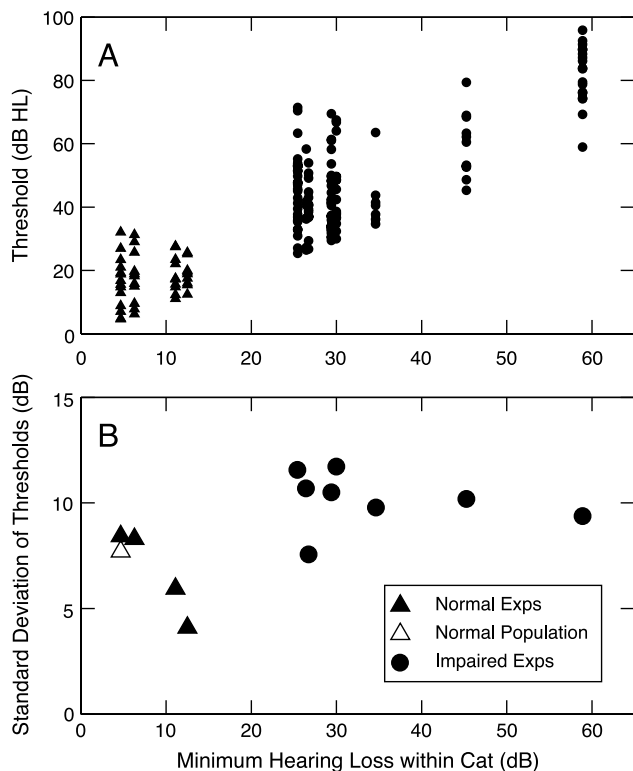 A
Threshold (dB HL)
100
80
60
40
20
0
0 10 20 30 40 50 60
B
Standard Deviation of Thresholds (dB)
15
10
5
0
Normal Exps
Normal Population
Impaired Exps
0 10 20 30 40 50 60
Minimum Hearing Loss within Cat (dB)